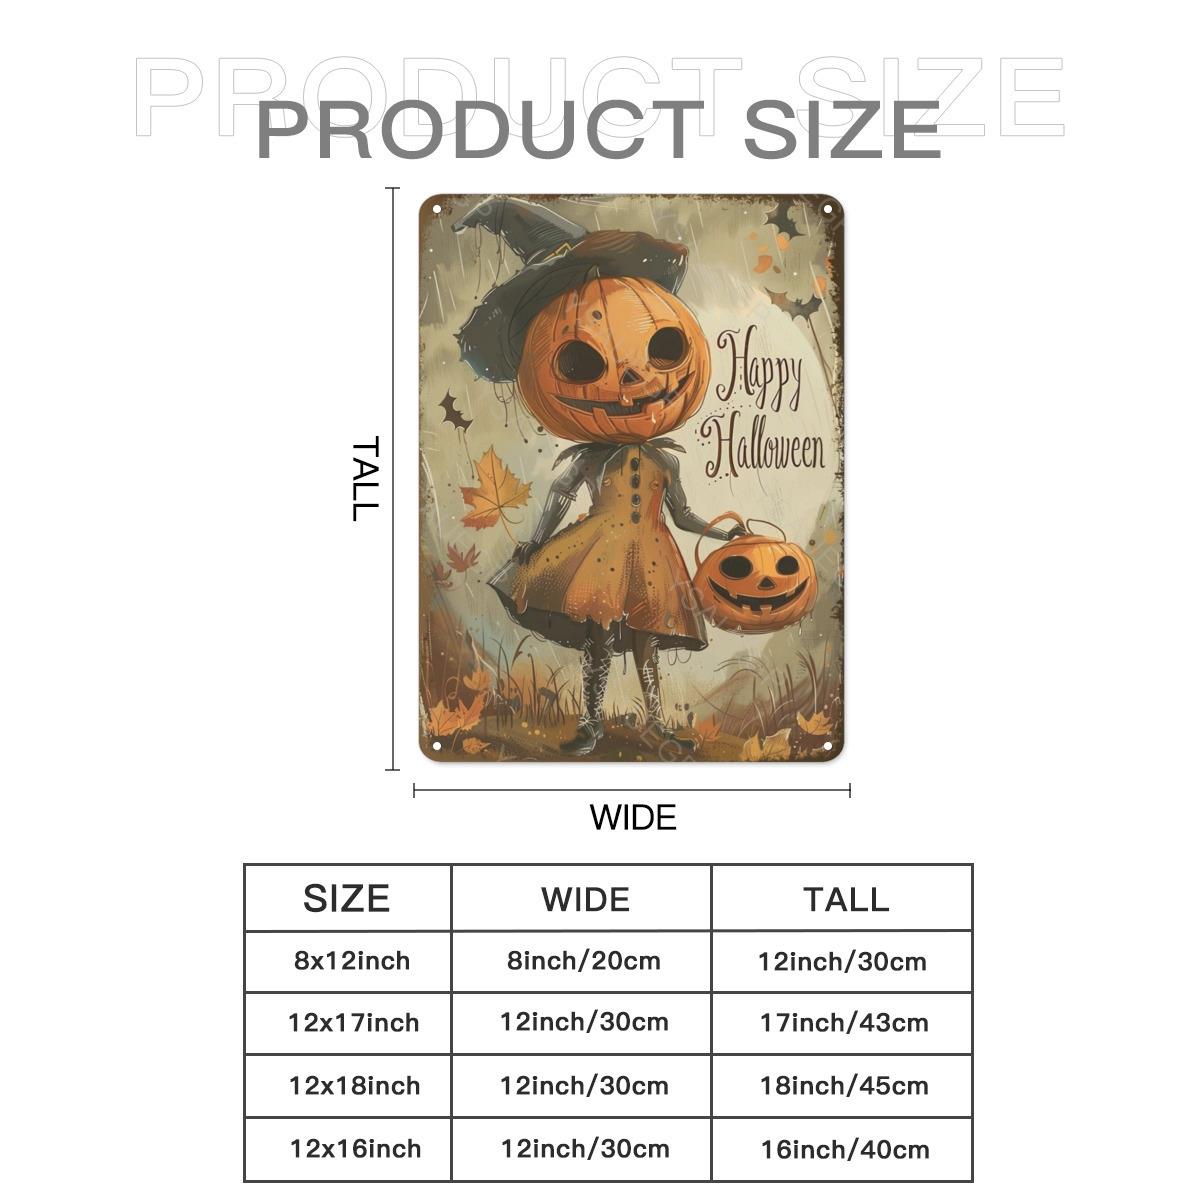 PRODUCT SIZE
PRODUCT SIZE
Happy
Halloween
TALL
WIDE
SIZE WIDE TALL
8x12inch 8inch/20cm 12inch/30cm
12x17inch 12inch/30cm 17inch/43cm
12x18inch 12inch/30cm 18inch/45cm
12x16inch 12inch/30cm 16inch/40cm